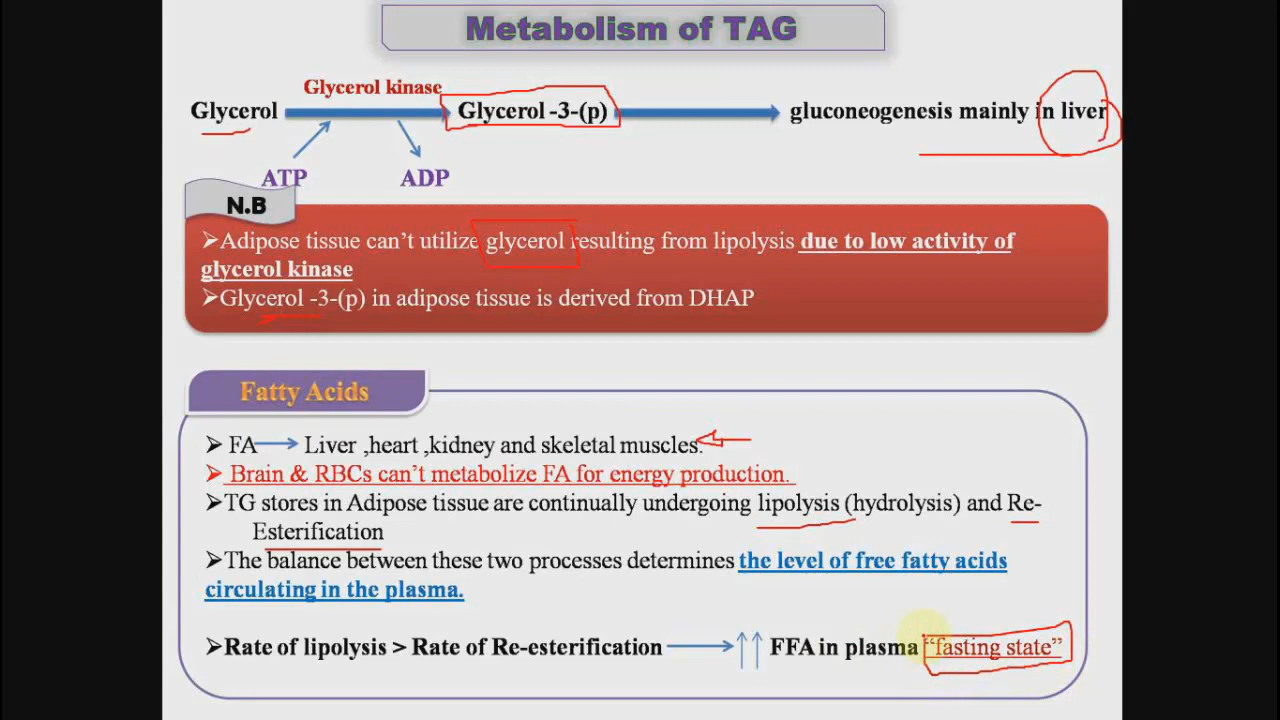 Metabolism of TAG
Glycerol kinase
Glycerol Glycerol -3-(p) gluconeogenesis mainly in liver
ATP ADP
N.B
➢Adipose tissue can't utilize glycerol resulting from lipolysis due to low activity of
glycerol kinase
➢Glycerol -3-(p) in adipose tissue is derived from DHAP
Fatty Acids
➢ FA → Liver ,heart ,kidney and skeletal muscles.
➢ Brain & RBCs can't metabolize FA for energy production.
➢TG stores in Adipose tissue are continually undergoing lipolysis (hydrolysis) and Re-
Esterification
➢The balance between these two processes determines the level of free fatty acids
circulating in the plasma.
➢Rate of lipolysis > Rate of Re-esterification → ↑↑ FFA in plasma “fasting state”